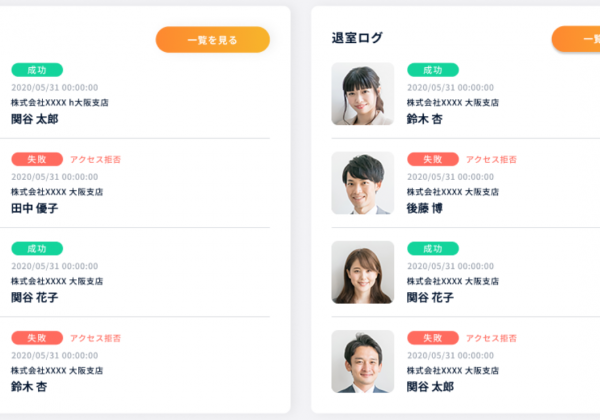 一覧を見る
成功
2020/05/31 00:00:00
株式会社XXXX h大阪支店
関谷 太郎
失敗 アクセス拒否
2020/05/31 00:00:00
株式会社XXXX 大阪支店
田中 優子
成功
2020/05/31 00:00:00
株式会社XXXX 大阪支店
関谷 花子
失敗 アクセス拒否
2020/05/31 00:00:00
株式会社XXXX 大阪支店
鈴木 杏
退室ログ
一覧
成功
2020/05/31 00:00:00
株式会社XXXX 大阪支店
鈴木 杏
失敗 アクセス拒否
2020/05/31 00:00:00
株式会社XXXX 大阪支店
後藤 博
成功
2020/05/31 00:00:00
株式会社XXXX 大阪支店
関谷 花子
失敗 アクセス拒否
2020/05/31 00:00:00
株式会社XXXX 大阪支店
関谷 太郎